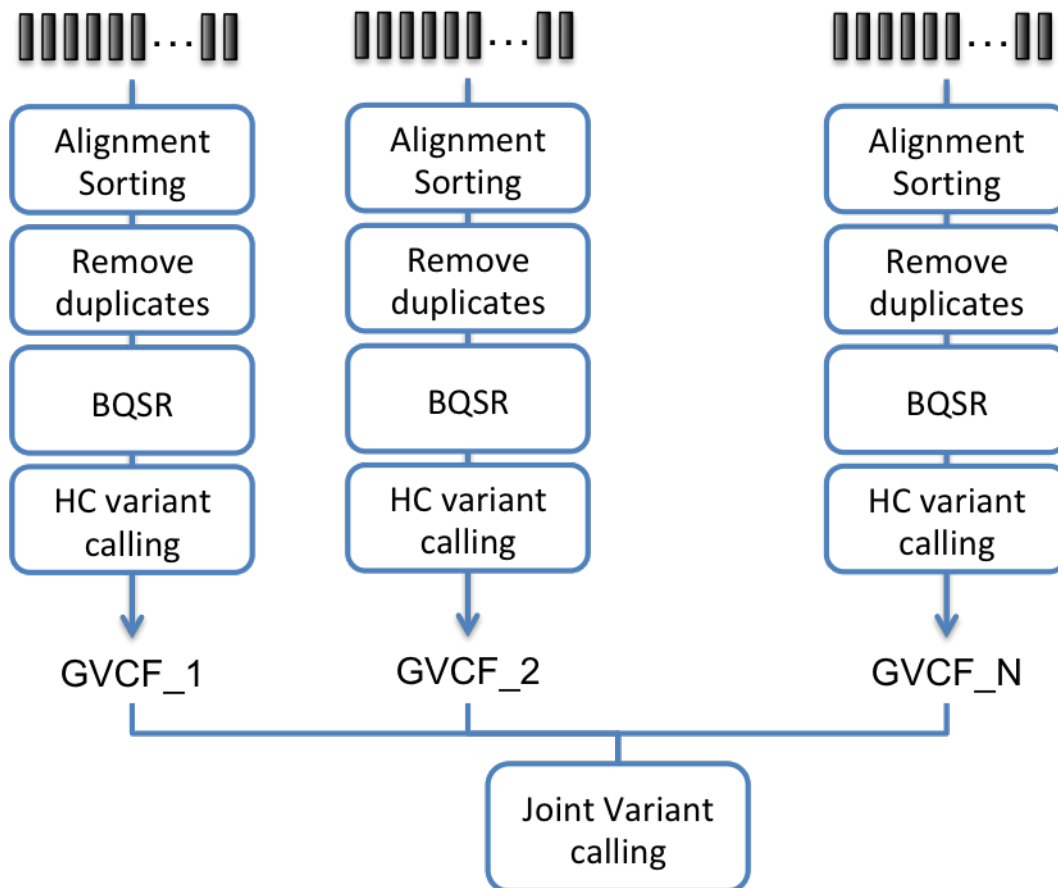 ...
...
...
Alignment
Sorting
Alignment
Sorting
Alignment
Sorting
Remove
duplicates
Remove
duplicates
Remove
duplicates
BQSR
BQSR
BQSR
HC variant
calling
HC variant
calling
HC variant
calling
GVCF_1
GVCF_2
GVCF_N
Joint Variant
calling